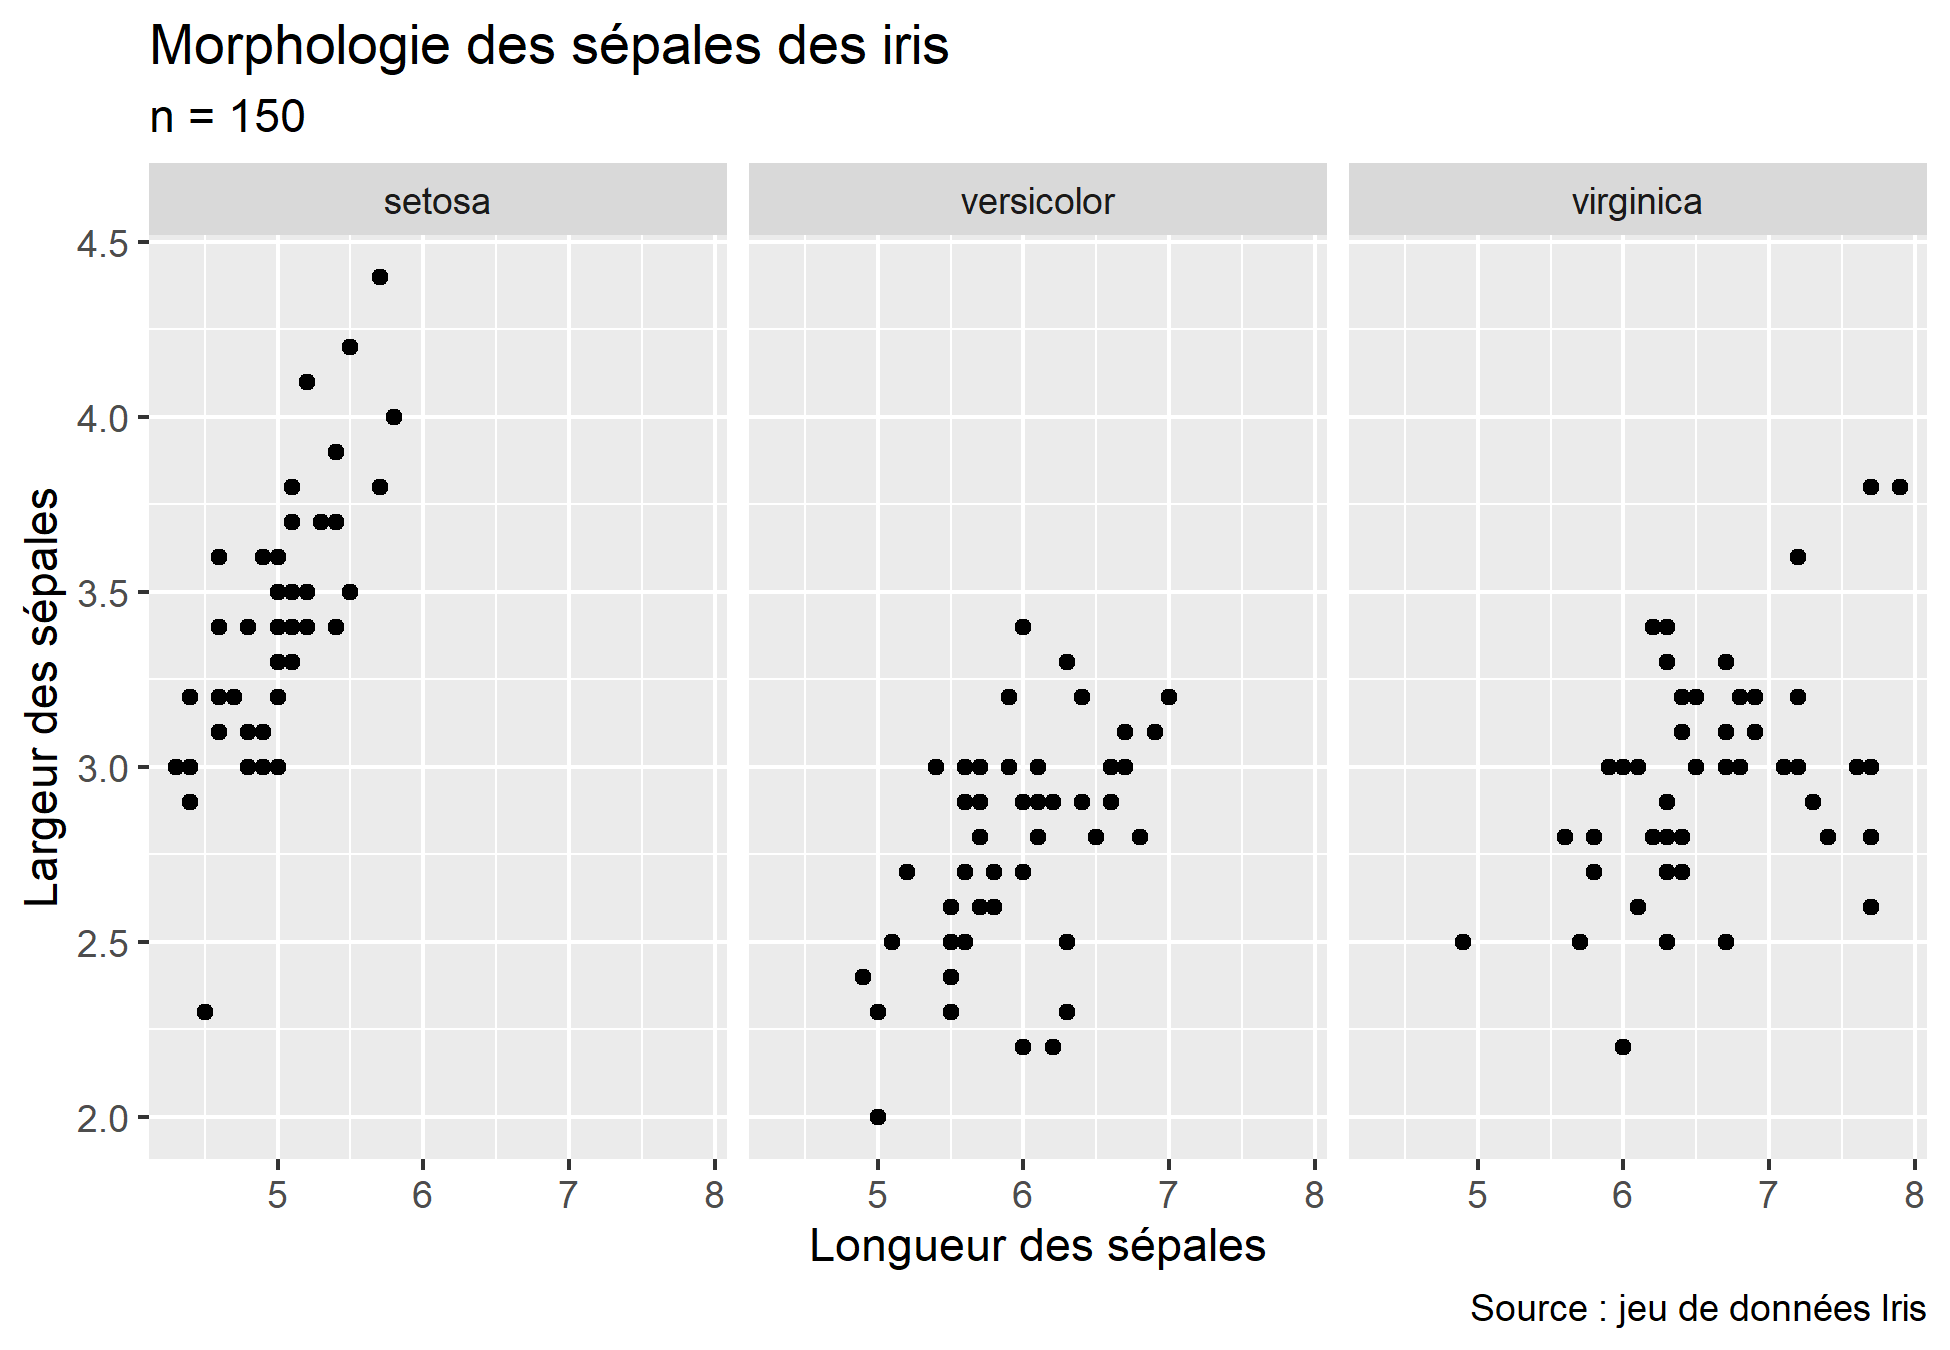 Morphologie des sépales des iris
n = 150
setosa
versicolor
virginica
Largeur des sépales
4.5
4.0
3.5
3.0
2.5
2.0
5 6 7 8
5 6 7 8
5 6 7 8
Longueur des sépales
Source : jeu de données Iris